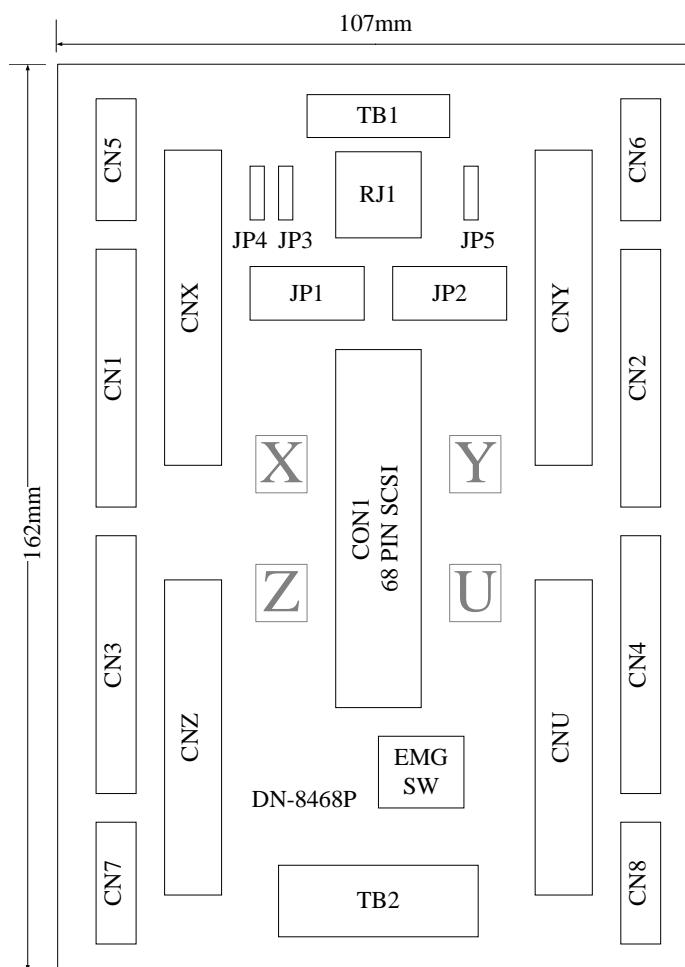 107mm
TB1
CN5
CN6
CNX
RJ1
CNY
JP4
JP3
JP5
JP1
JP2
CN1
CN2
X
Y
CON1
68 PIN SCSI
162mm
Z
U
CN3
CN4
CNZ
CNU
EMG
SW
DN-8468P
CN7
TB2
CN8